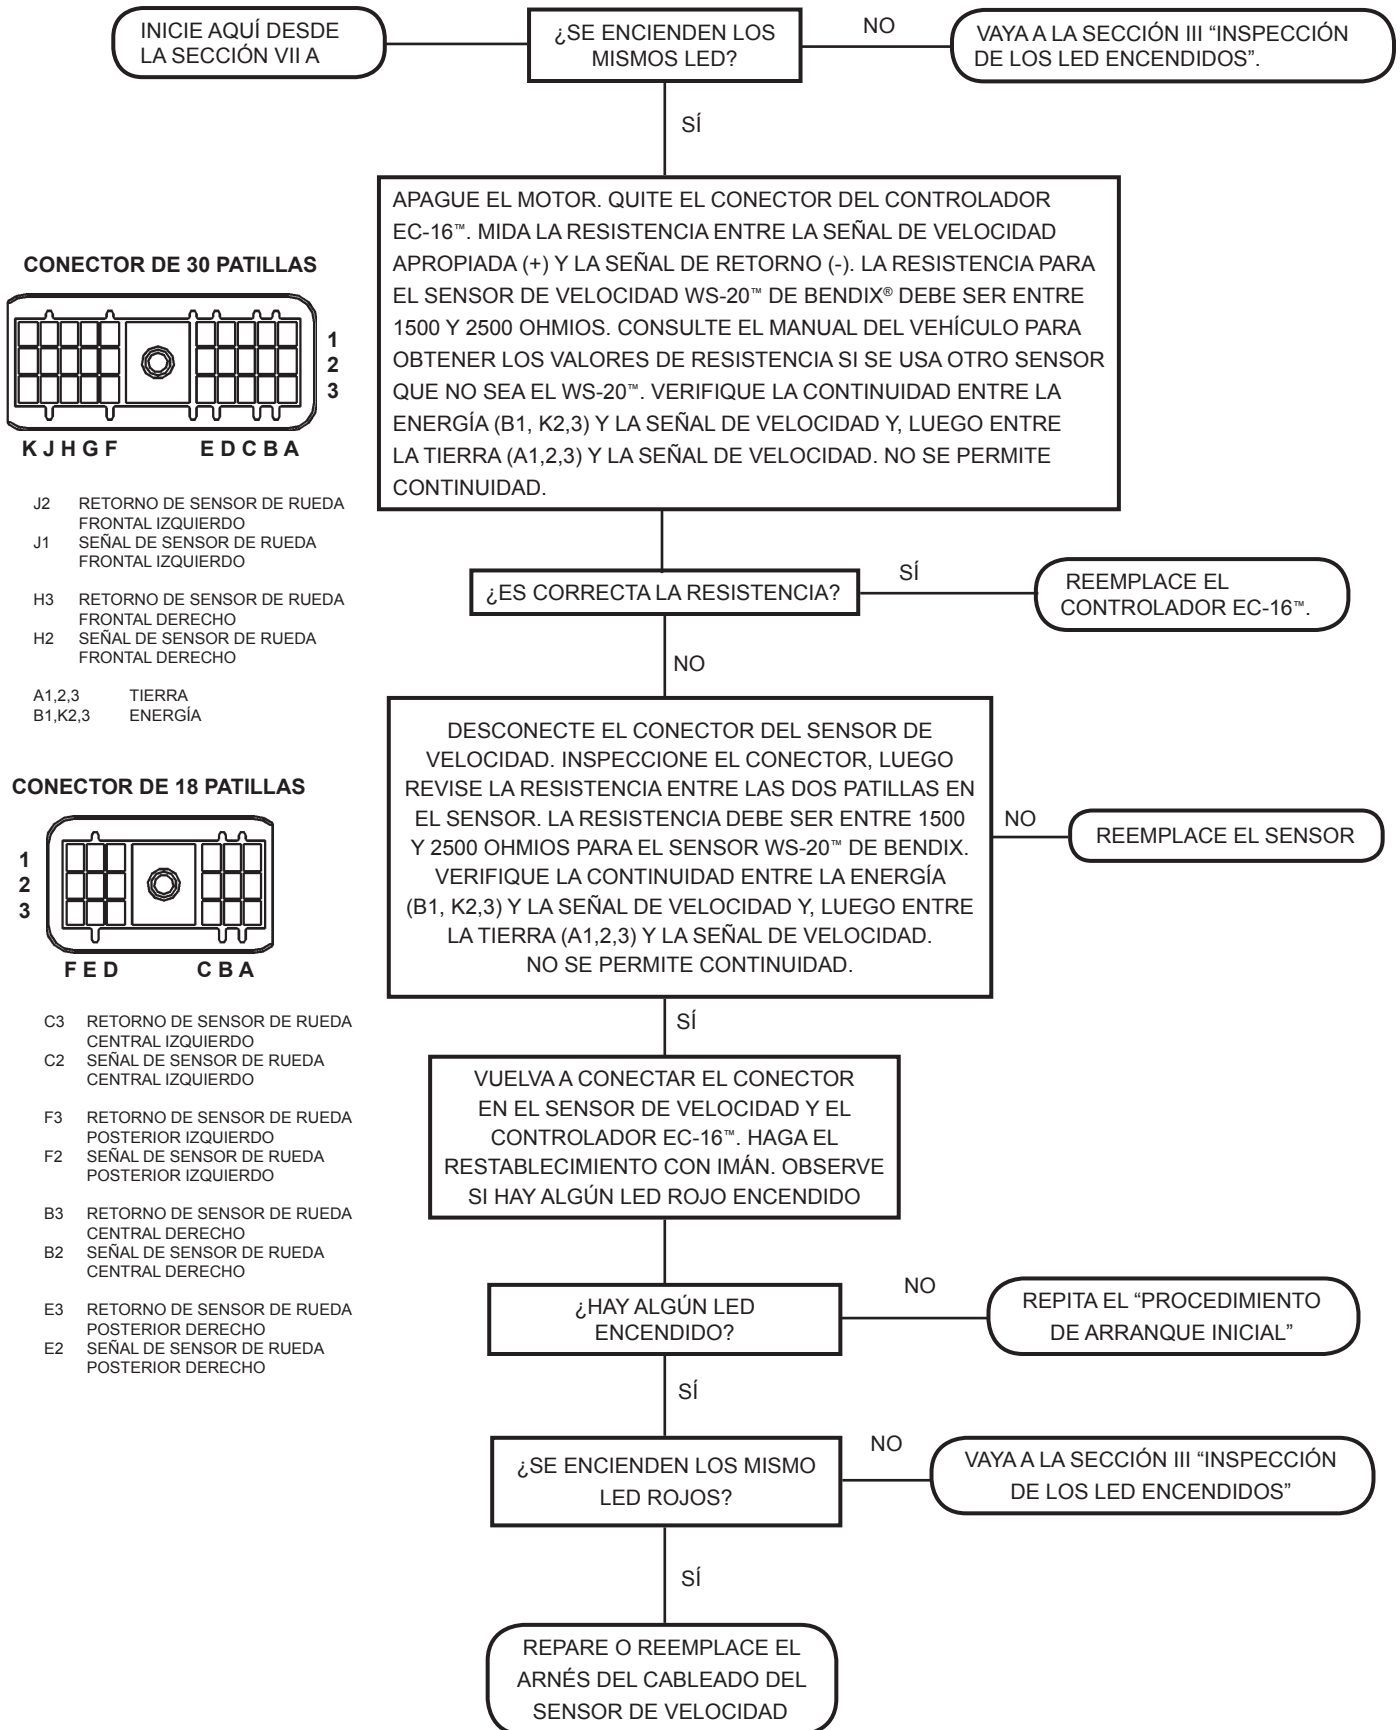 INICIE AQUÍ DESDE
LA SECCIÓN VII A
¿SE ENCIENDEN LOS
MISMOS LED?
NO
VAYA A LA SECCIÓN III “INSPECCIÓN
DE LOS LED ENCENDIDOS”.
SÍ
APAGUE EL MOTOR. QUITE EL CONECTOR DEL CONTROLADOR
EC-16™. MIDA LA RESISTENCIA ENTRE LA SEÑAL DE VELOCIDAD
APROPIADA (+) Y LA SEÑAL DE RETORNO (-). LA RESISTENCIA PARA
EL SENSOR DE VELOCIDAD WS-20™ DE BENDIX® DEBE SER ENTRE
1500 Y 2500 OHMIOS. CONSULTE EL MANUAL DEL VEHÍCULO PARA
OBTENER LOS VALORES DE RESISTENCIA SI SE USA OTRO SENSOR
QUE NO SEA EL WS-20™. VERIFIQUE LA CONTINUIDAD ENTRE LA
ENERGÍA (B1, K2,3) Y LA SEÑAL DE VELOCIDAD Y, LUEGO ENTRE
LA TIERRA (A1,2,3) Y LA SEÑAL DE VELOCIDAD. NO SE PERMITE
CONTINUIDAD.
CONECTOR DE 30 PATILLAS
1
2
3
K J H G F E D C B A
J2 RETORNO DE SENSOR DE RUEDA
FRONTAL IZQUIERDO
J1 SEÑAL DE SENSOR DE RUEDA
FRONTAL IZQUIERDO
H3 RETORNO DE SENSOR DE RUEDA
FRONTAL DERECHO
H2 SEÑAL DE SENSOR DE RUEDA
FRONTAL DERECHO
A1,2,3 TIERRA
B1,K2,3 ENERGÍA
¿ES CORRECTA LA RESISTENCIA?
SÍ
REEMPLACE EL
CONTROLADOR EC-16™.
NO
DESCONECTE EL CONECTOR DEL SENSOR DE
VELOCIDAD. INSPECCIONE EL CONECTOR, LUEGO
REVISE LA RESISTENCIA ENTRE LAS DOS PATILLAS EN
EL SENSOR. LA RESISTENCIA DEBE SER ENTRE 1500
Y 2500 OHMIOS PARA EL SENSOR WS-20™ DE BENDIX.
VERIFIQUE LA CONTINUIDAD ENTRE LA ENERGÍA
(B1, K2,3) Y LA SEÑAL DE VELOCIDAD Y, LUEGO ENTRE
LA TIERRA (A1,2,3) Y LA SEÑAL DE VELOCIDAD.
NO SE PERMITE CONTINUIDAD.
NO
REEMPLACE EL SENSOR
CONECTOR DE 18 PATILLAS
1
2
3
F E D C B A
C3 RETORNO DE SENSOR DE RUEDA
CENTRAL IZQUIERDO
C2 SEÑAL DE SENSOR DE RUEDA
CENTRAL IZQUIERDO
F3 RETORNO DE SENSOR DE RUEDA
POSTERIOR IZQUIERDO
F2 SEÑAL DE SENSOR DE RUEDA
POSTERIOR IZQUIERDO
B3 RETORNO DE SENSOR DE RUEDA
CENTRAL DERECHO
B2 SEÑAL DE SENSOR DE RUEDA
CENTRAL DERECHO
E3 RETORNO DE SENSOR DE RUEDA
POSTERIOR DERECHO
E2 SEÑAL DE SENSOR DE RUEDA
POSTERIOR DERECHO
SÍ
VUELVA A CONECTAR EL CONECTOR
EN EL SENSOR DE VELOCIDAD Y EL
CONTROLADOR EC-16™. HAGA EL
RESTABLECIMIENTO CON IMÁN. OBSERVE
SI HAY ALGÚN LED ROJO ENCENDIDO
¿HAY ALGÚN LED
ENCENDIDO?
NO
REPITA EL “PROCEDIMIENTO
DE ARRANQUE INICIAL”
SÍ
¿SE ENCIENDEN LOS MISMO
LED ROJOS?
NO
VAYA A LA SECCIÓN III “INSPECCIÓN
DE LOS LED ENCENDIDOS”
SÍ
REPARE O REEMPLACE EL
ARNÉS DEL CABLEADO DEL
SENSOR DE VELOCIDAD